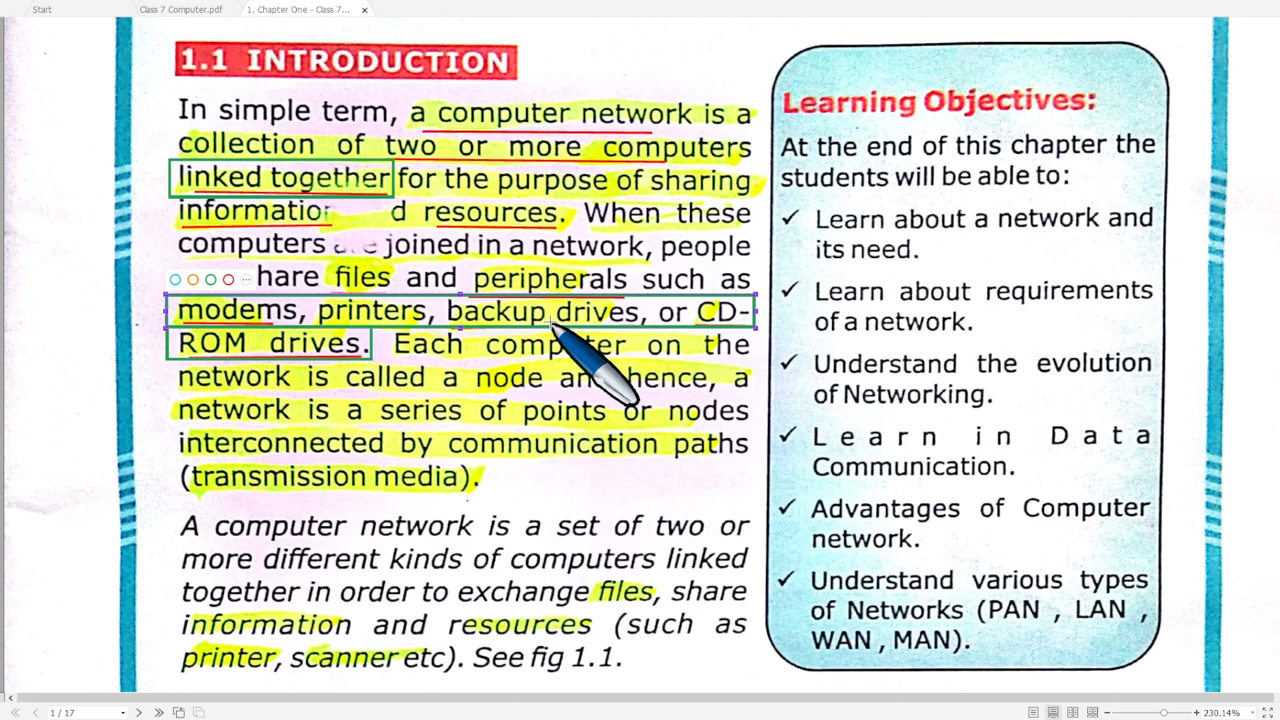 Start
Class 7 Computer.pdf
1. Chapter One - Class 7...
1.1 INTRODUCTION
In simple term, a computer network is a
collection of two or more computers
linked together for the purpose of sharing
information d resources. When these
computers are joined in a network, people
hare files and peripherals such as
modems, printers, backup drives, or CD-
ROM drives. Each computer on the
network is called a node and hence, a
network is a series of points or nodes
interconnected by communication paths
(transmission media).
A computer network is a set of two or
more different kinds of computers linked
together in order to exchange files, share
information and resources (such as
printer, scanner etc). See fig 1.1.
Learning Objectives:
At the end of this chapter the
students will be able to:
✓ Learn about a network and
its need.
✓ Learn about requirements
of a network.
✓ Understand the evolution
of Networking.
✓ Learn in Data
Communication.
✓ Advantages of Computer
network.
✓ Understand various types
of Networks (PAN , LAN ,
WAN , MAN).
1 / 17
230.14%